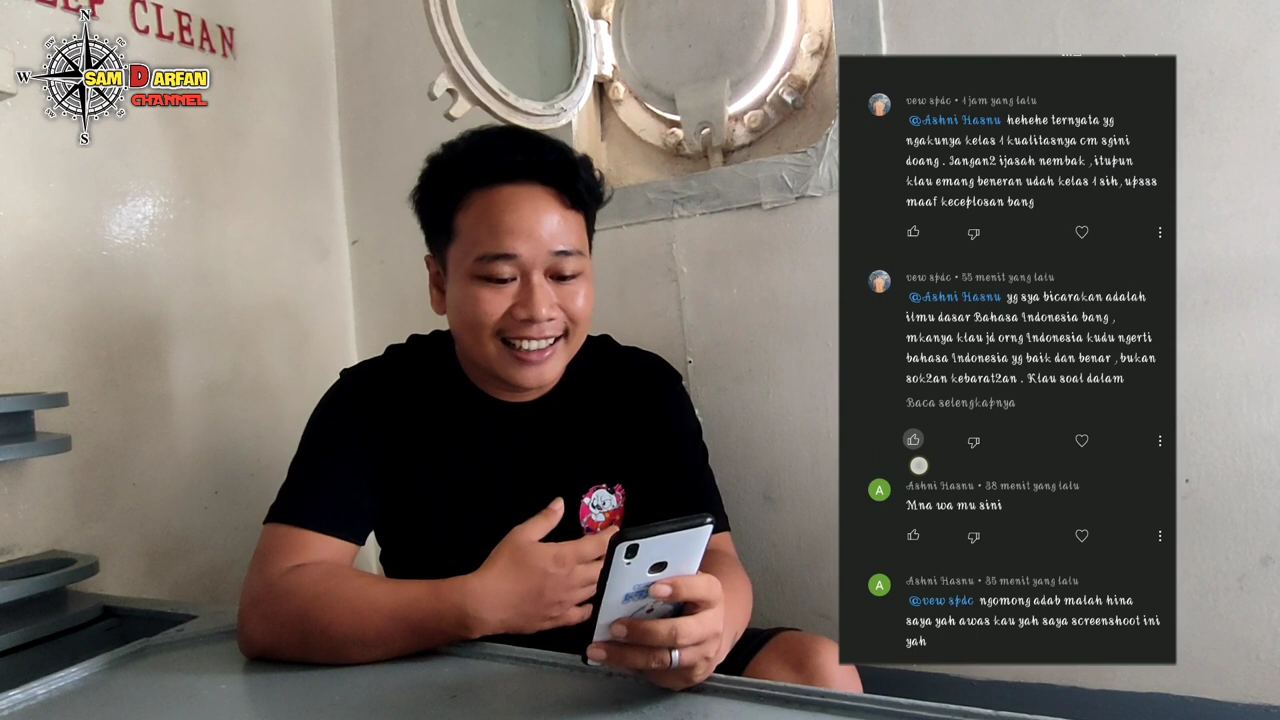 EEP CLEAN
N
W
SAM DARFAN
CHANNEL
S
vew spdc • 1 jam yang lalu
@Ashni Hasnu hehehe ternyata yg
ngakunya kelas 1 kualitasnya cm sgini
doang . Jangan2 ijasah nembak , itupun
klau emang beneran udah kelas 1 sih, upsss
maaf keceplosan bang
vew spdc • 55 menit yang lalu
@Ashni Hasnu yg sya bicarakan adalah
ilmu dasar Bahasa Indonesia bang ,
mkanya klau jd orng Indonesia kudu ngerti
bahasa Indonesia yg baik dan benar , bukan
sok2an kebarat2an . Klau soal dalam
Baca selengkapnya
A
Ashni Hasnu • 38 menit yang lalu
Mna wa mu sini
A
Ashni Hasnu • 35 menit yang lalu
@vew spdc ngomong adab malah hina
saya yah awas kau yah saya screenshoot ini
yah